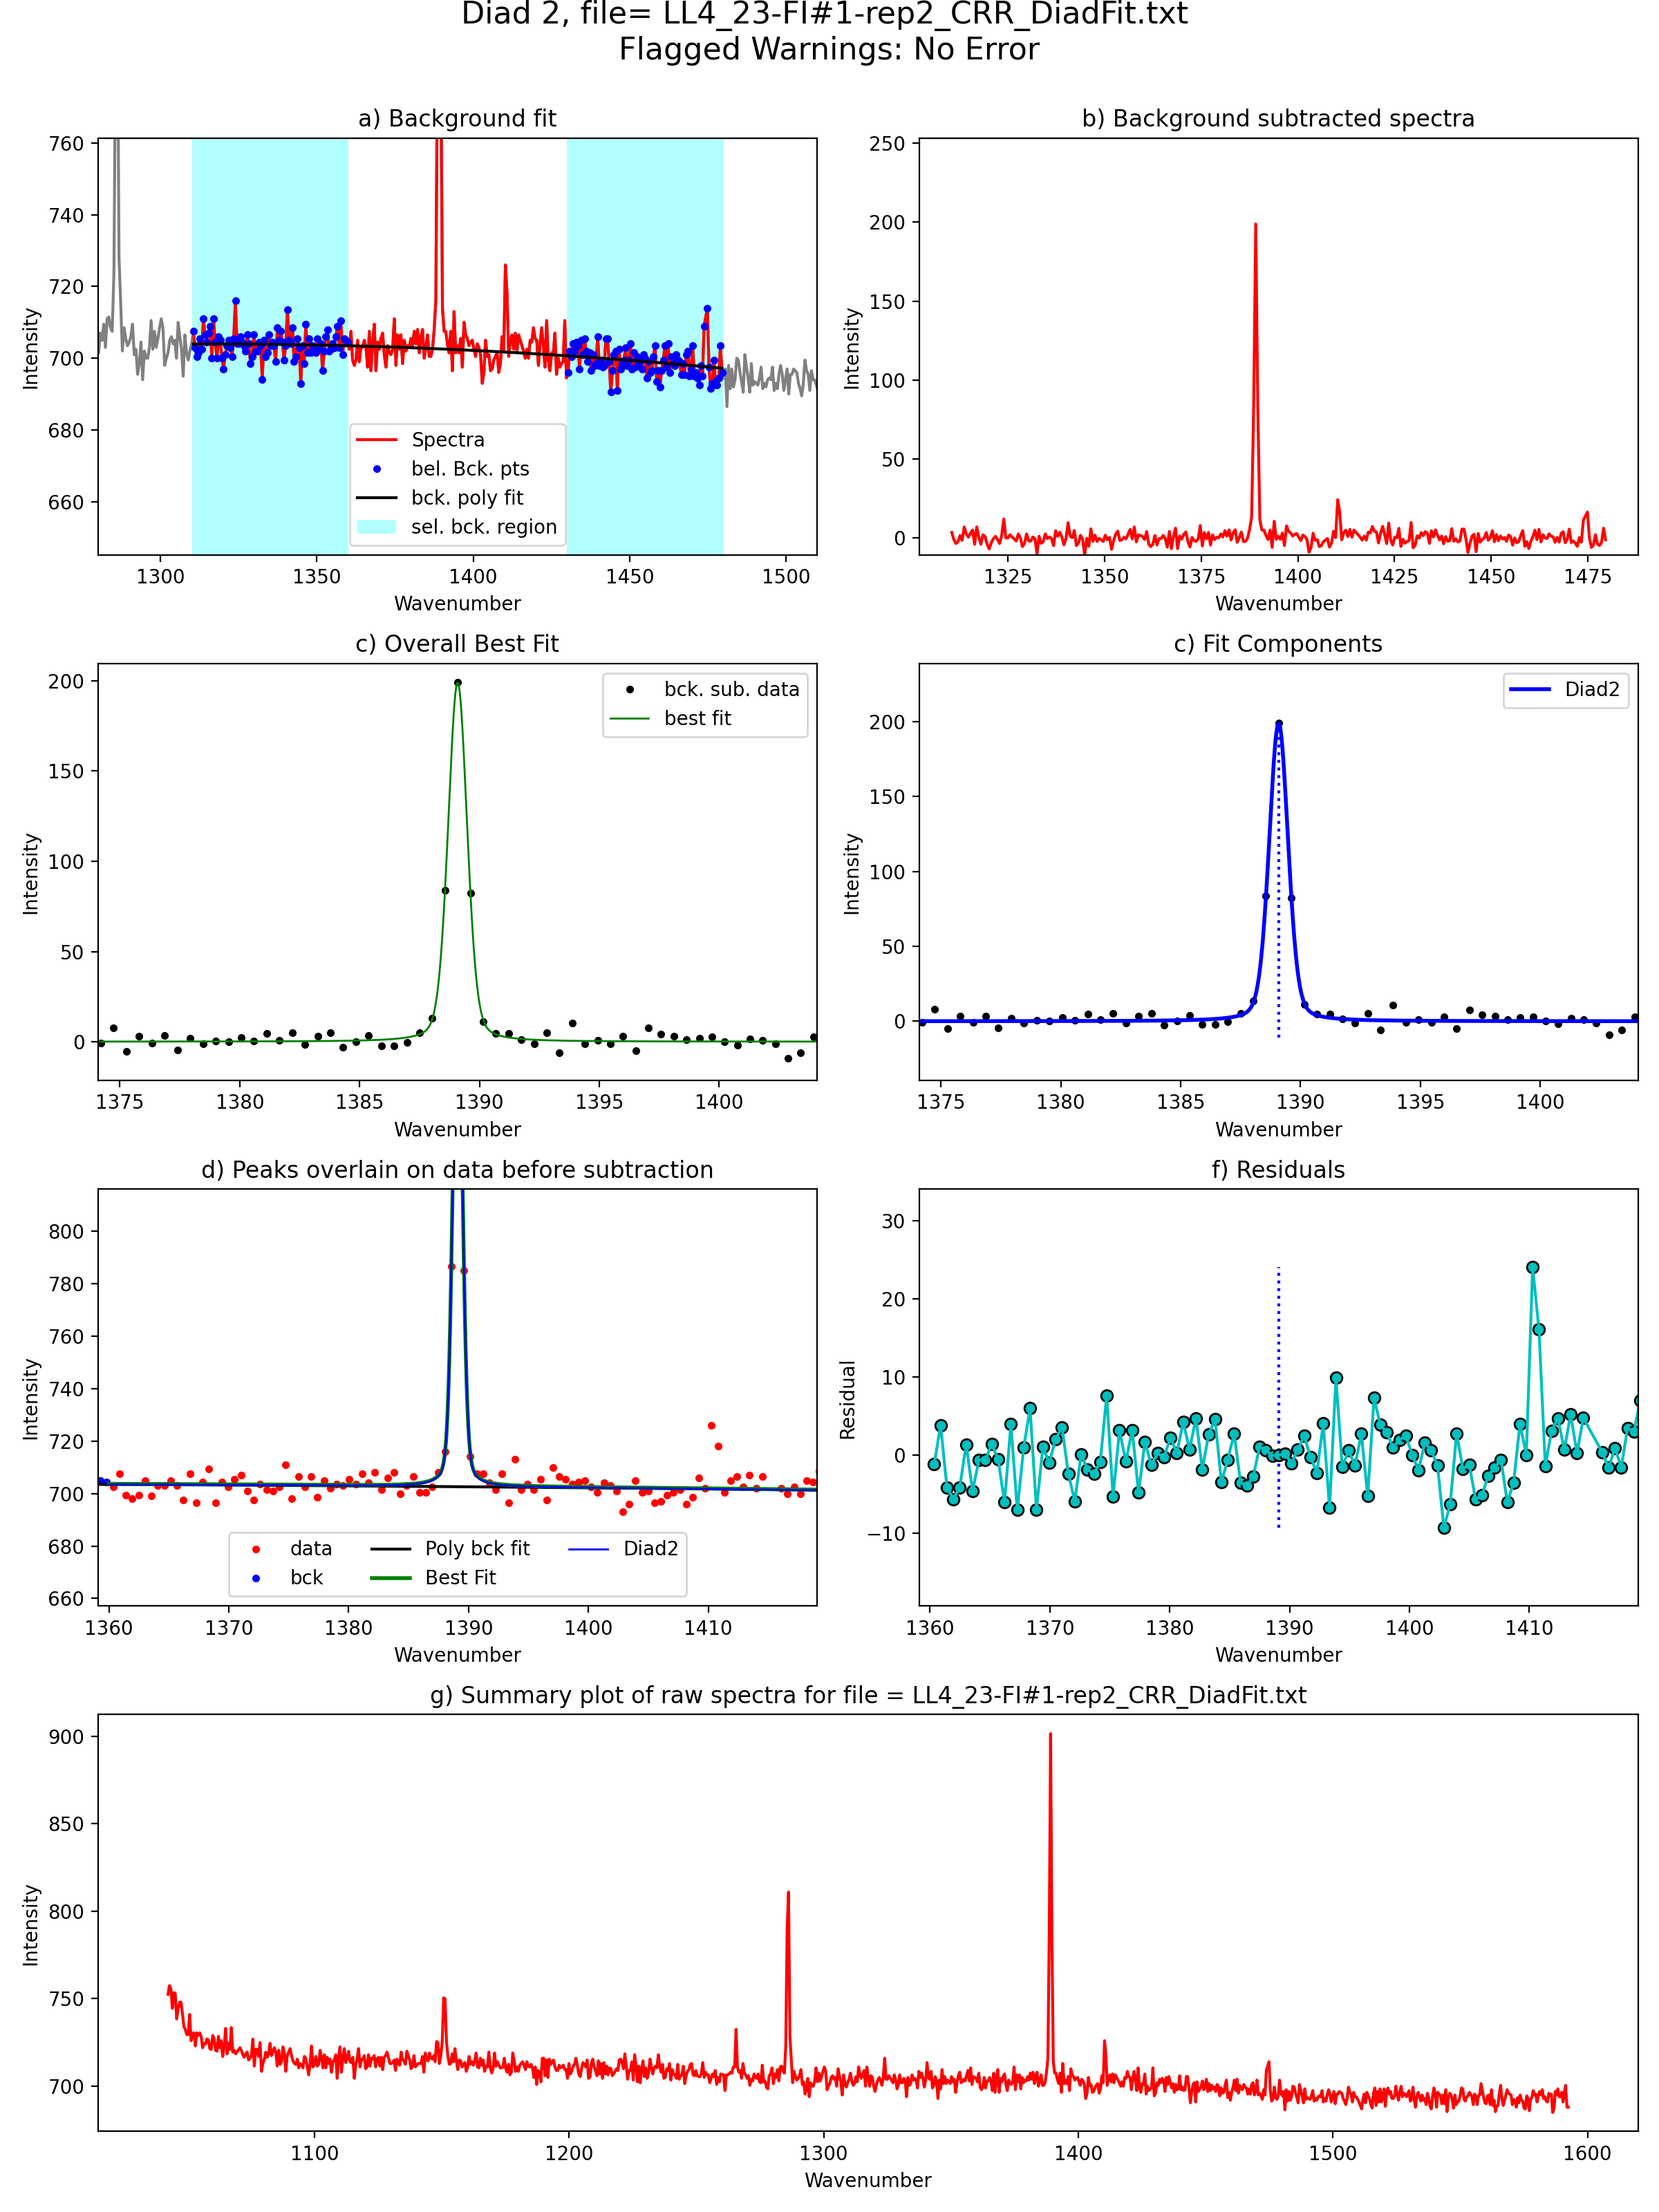 Diad 2, file= LL4_23-FI#1-rep2_CRR_DiadFit.txt
Flagged Warnings: No Error
a) Background fit
760
740
720
700
680
660
Intensity
Spectra
bel. Bck. pts
bck. poly fit
sel. bck. region
1300 1350 1400 1450 1500
Wavenumber
b) Background subtracted spectra
250
200
150
100
50
0
Intensity
1325 1350 1375 1400 1425 1450 1475
Wavenumber
c) Overall Best Fit
200
150
100
50
0
Intensity
bck. sub. data
best fit
1375 1380 1385 1390 1395 1400
Wavenumber
c) Fit Components
200
150
100
50
0
Intensity
Diad2
1375 1380 1385 1390 1395 1400
Wavenumber
d) Peaks overlain on data before subtraction
800
780
760
740
720
700
680
660
Intensity
data Poly bck fit Diad2
bck Best Fit
1360 1370 1380 1390 1400 1410
Wavenumber
f) Residuals
30
20
10
0
−10
Residual
1360 1370 1380 1390 1400 1410
Wavenumber
g) Summary plot of raw spectra for file = LL4_23-FI#1-rep2_CRR_DiadFit.txt
900
850
800
750
700
Intensity
1100 1200 1300 1400 1500 1600
Wavenumber